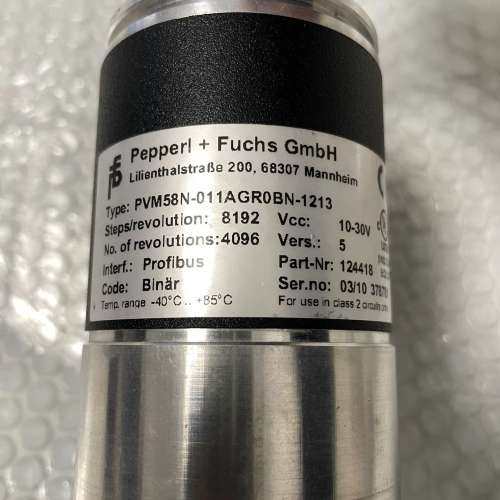 Pepperl + Fuchs GmbH
Lilienthalstraße 200, 68307 Mannheim
Type: PVM58N-011AGR0BN-1213
Steps/revolution: 8192 Vcc: 10-30V
No. of revolutions: 4096 Vers.: 5
Interf.: Profibus Part-Nr: 124418
Code: Binär Ser.no: 03/10
Temp. range -40°C .. +85°C For use in class 2 circuits